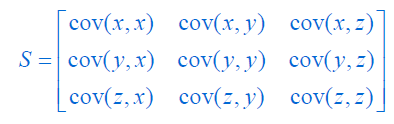 cov(x, x) cov(x, y) cov(x, z)
S = cov(y, x) cov(y, y) cov(y, z)
cov(z, x) cov(z, y) cov(z, z)